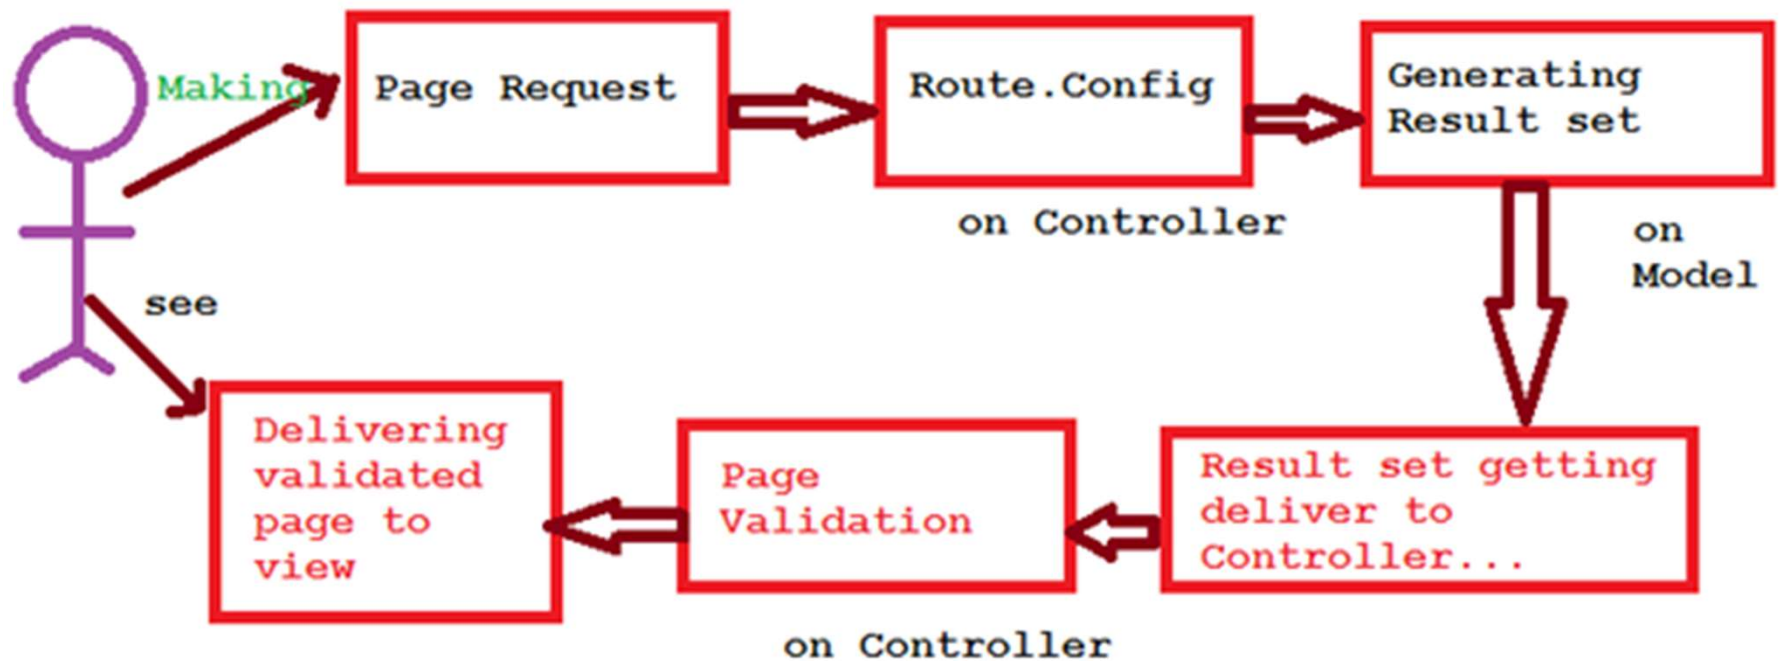 Making
Page Request
Route.Config
Generating
Result set
on Controller
on
Model
see
Delivering
validated
page to
view
Page
Validation
Result set getting
deliver to
Controller...
on Controller